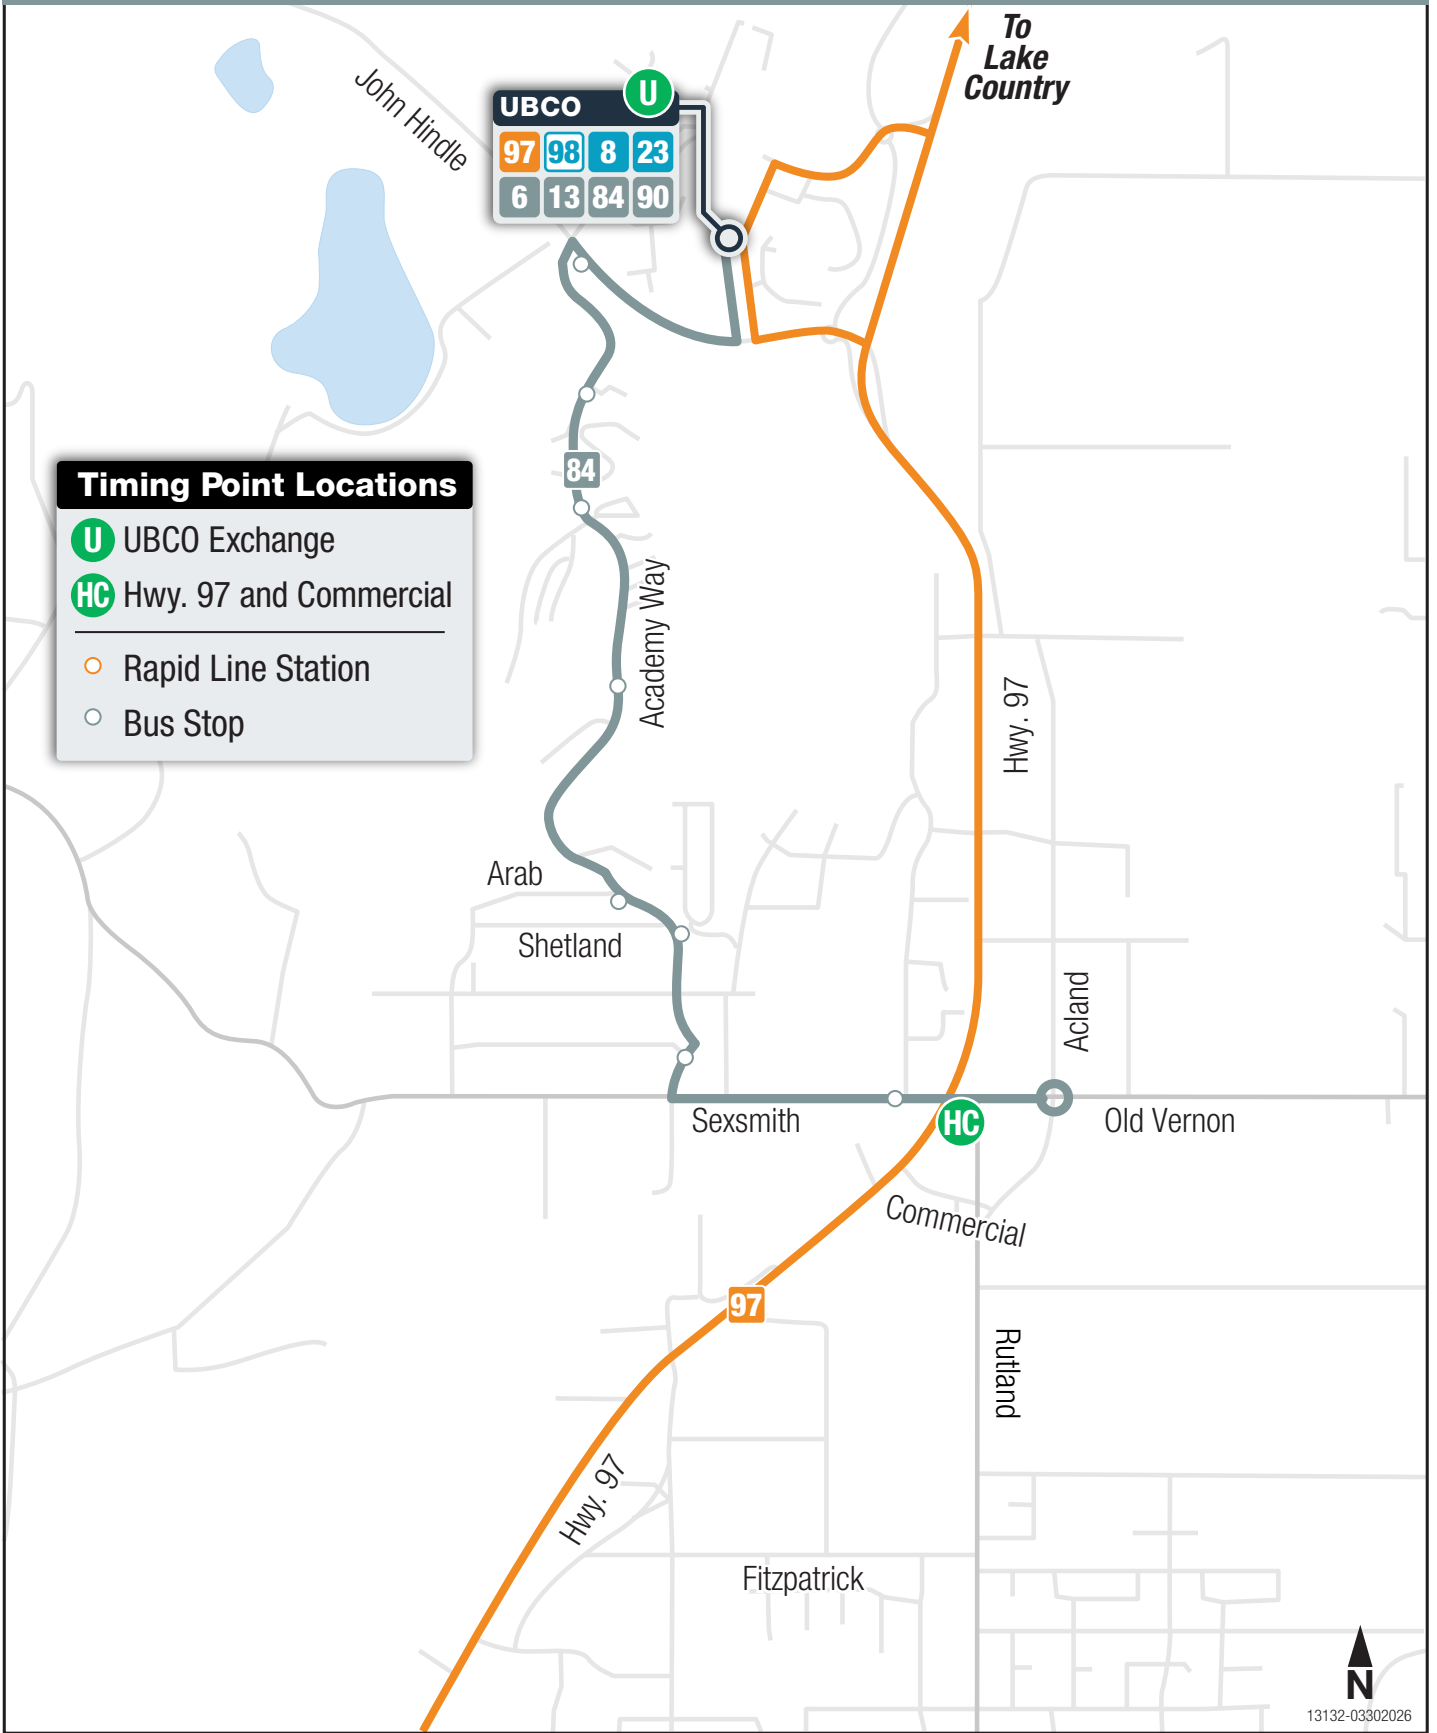 To
Lake
Country
John Hindle
UBCO U
97 98 8 23
6 13 84 90
Timing Point Locations
U UBCO Exchange
HC Hwy. 97 and Commercial
Rapid Line Station
Bus Stop
84
Academy Way
Hwy. 97
Arab
Shetland
Acland
Sexsmith
HC
Old Vernon
Commercial
97
Rutland
Hwy. 97
Fitzpatrick
N
13132-03302026